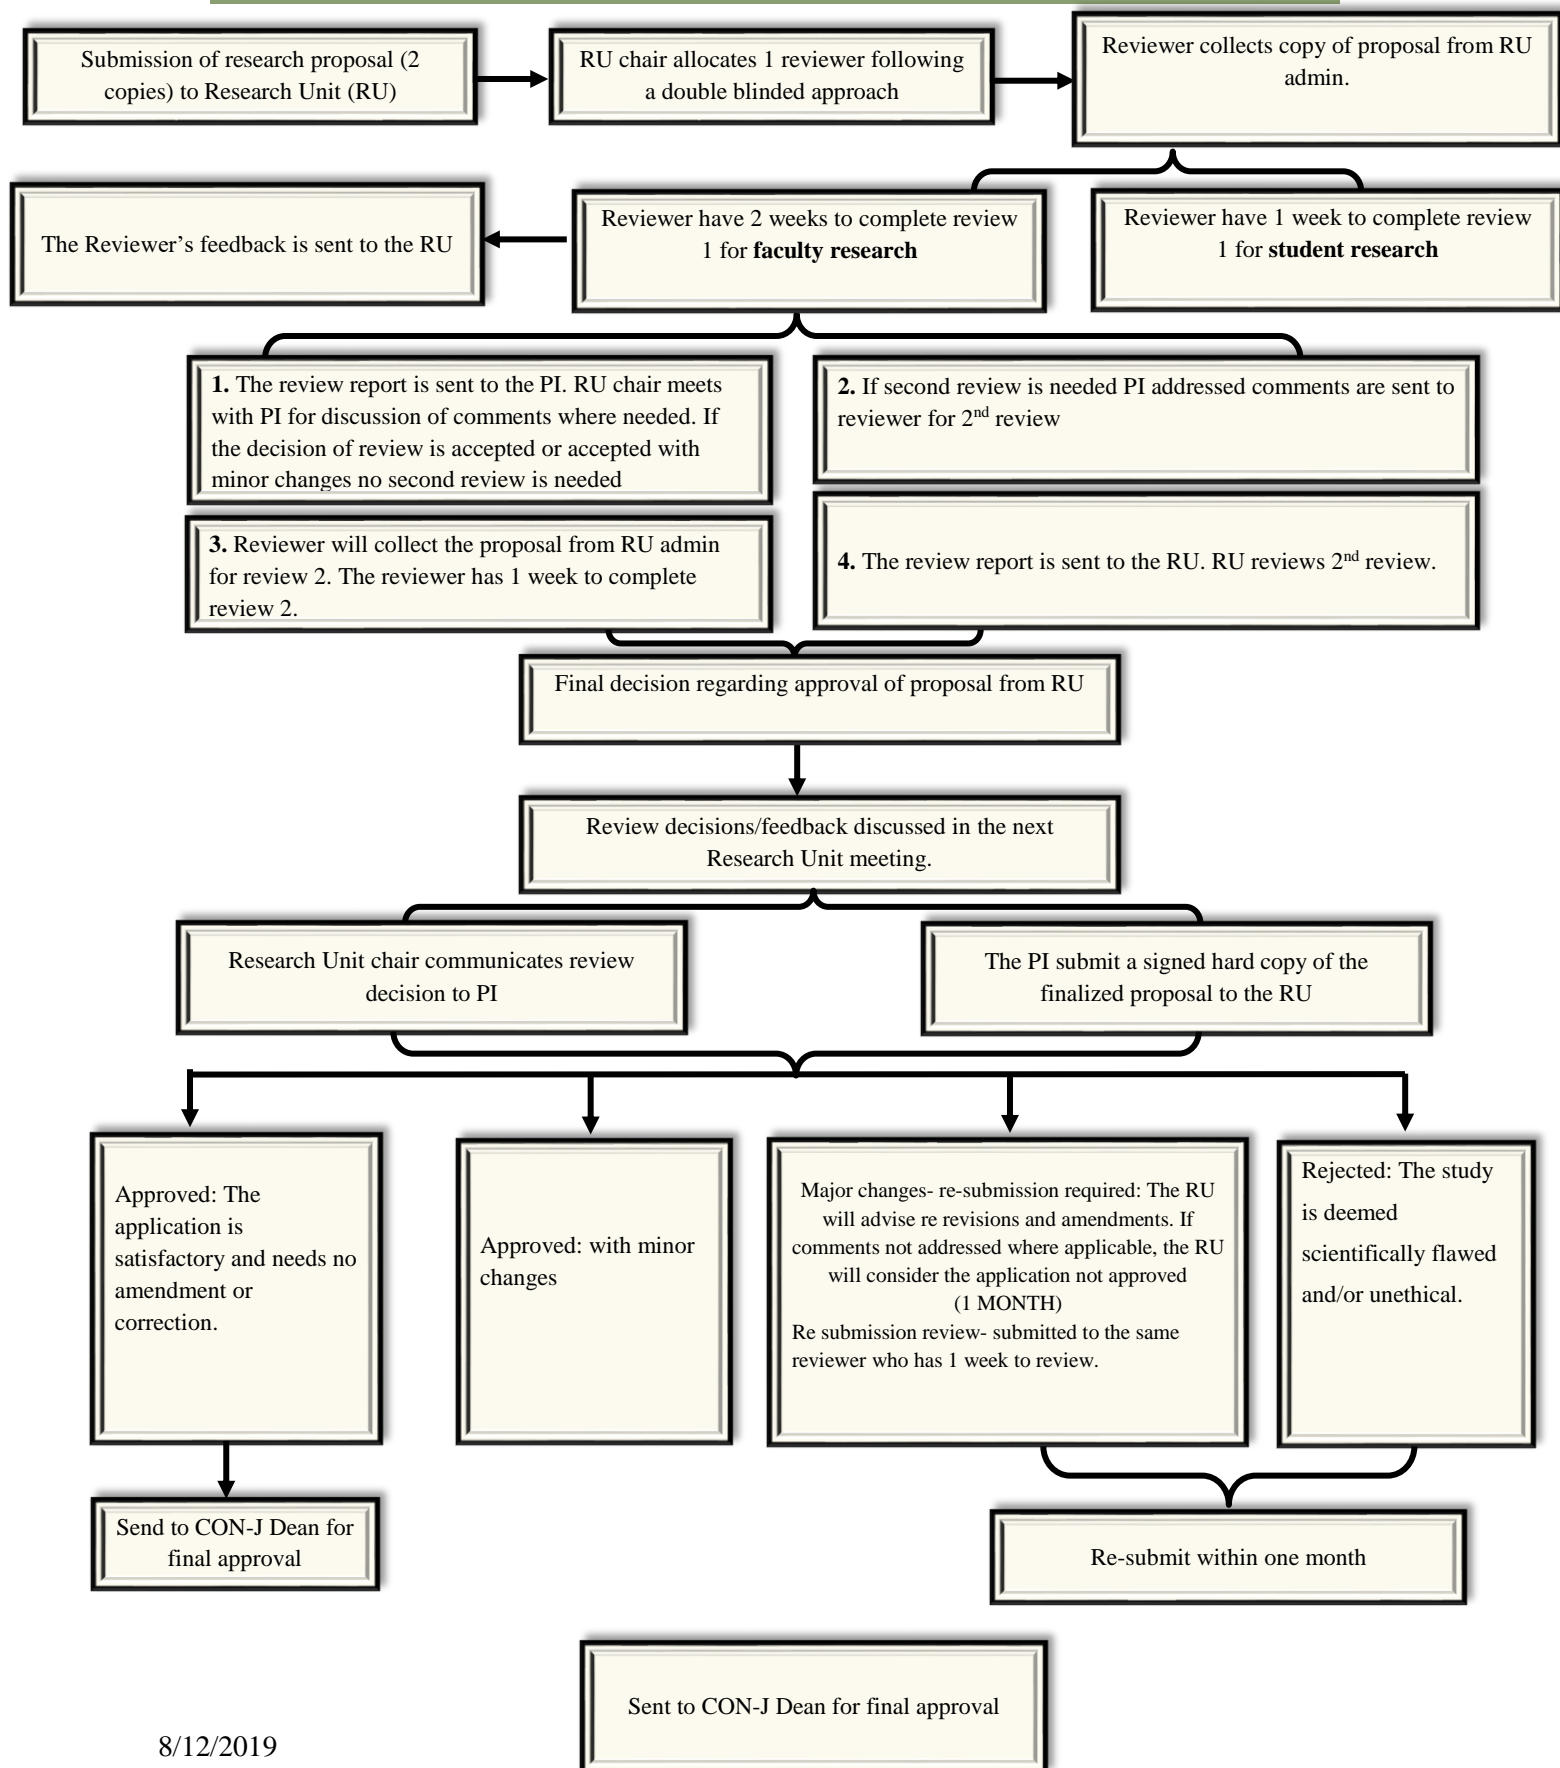 Submission of research proposal (2
copies) to Research Unit (RU)
RU chair allocates 1 reviewer following
a double blinded approach
Reviewer collects copy of proposal from RU
admin.
The Reviewer’s feedback is sent to the RU
Reviewer have 2 weeks to complete review
1 for faculty research
Reviewer have 1 week to complete review
1 for student research
1. The review report is sent to the PI. RU chair meets
with PI for discussion of comments where needed. If
the decision of review is accepted or accepted with
minor changes no second review is needed
2. If second review is needed PI addressed comments are sent to
reviewer for 2nd review
3. Reviewer will collect the proposal from RU admin
for review 2. The reviewer has 1 week to complete
review 2.
4. The review report is sent to the RU. RU reviews 2nd review.
Final decision regarding approval of proposal from RU
Review decisions/feedback discussed in the next
Research Unit meeting.
Research Unit chair communicates review
decision to PI
The PI submit a signed hard copy of the
finalized proposal to the RU
Approved: The
application is
satisfactory and needs no
amendment or
correction.
Approved: with minor
changes
Major changes- re-submission required: The RU
will advise re revisions and amendments. If
comments not addressed where applicable, the RU
will consider the application not approved
(1 MONTH)
Re submission review- submitted to the same
reviewer who has 1 week to review.
Rejected: The study
is deemed
scientifically flawed
and/or unethical.
Send to CON-J Dean for
final approval
Re-submit within one month
Sent to CON-J Dean for final approval
8/12/2019